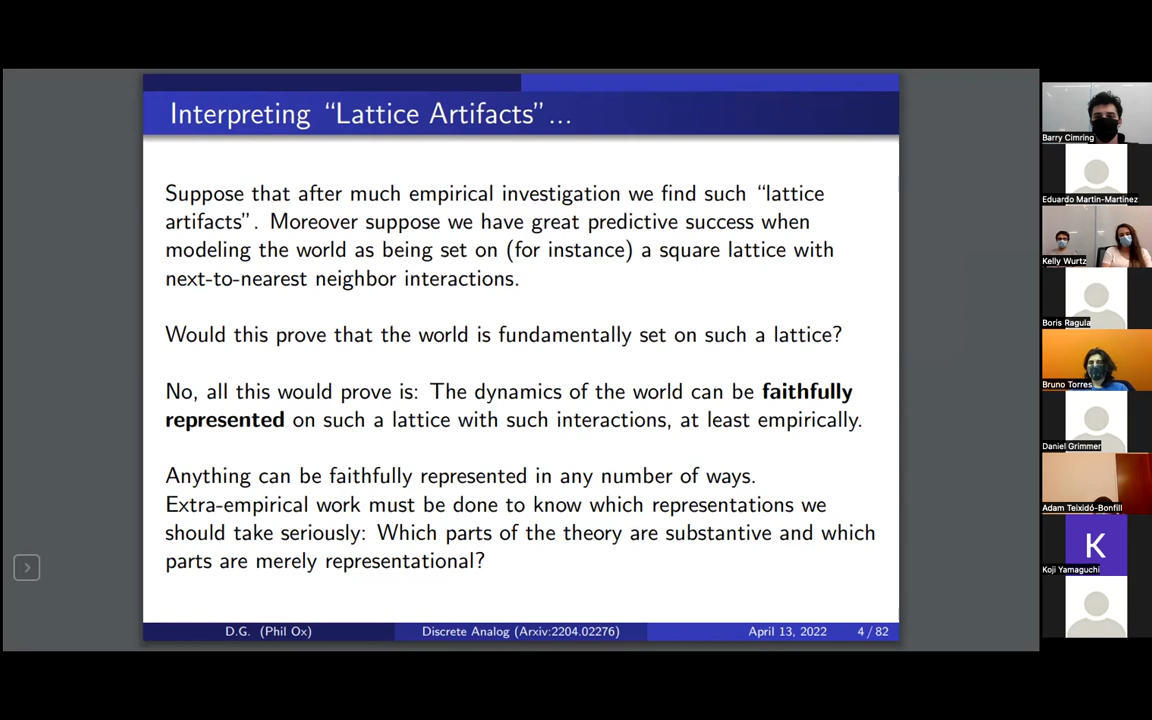 Interpreting “Lattice Artifacts”...
Suppose that after much empirical investigation we find such “lattice
artifacts”. Moreover suppose we have great predictive success when
modeling the world as being set on (for instance) a square lattice with
next-to-nearest neighbor interactions.
Would this prove that the world is fundamentally set on such a lattice?
No, all this would prove is: The dynamics of the world can be faithfully
represented on such a lattice with such interactions, at least empirically.
Anything can be faithfully represented in any number of ways.
Extra-empirical work must be done to know which representations we
should take seriously: Which parts of the theory are substantive and which
parts are merely representational?
D.G. (Phil Ox)
Discrete Analog (Arxiv:2204.02276)
April 13, 2022
4 / 82
Barry Cimring
Eduardo Martin-Martinez
Kelly Wurtz
Boris Ragula
Bruno Torres
Daniel Grimmer
Adam Teixidó-Bonfill
K
Koji Yamaguchi